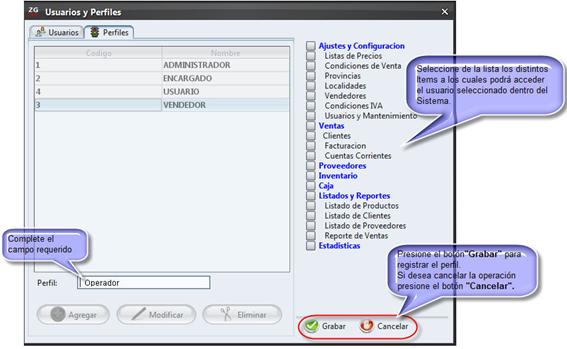 ZG Usuarios y Perfiles
Usuarios
Perfiles
Codigo Nombre
1 ADMINISTRADOR
2 ENCARGADO
4 USUARIO
3 VENDEDOR
Ajustes y Configuracion
Listas de Precios
Condiciones de Venta
Provincias
Localidades
Vendedores
Condiciones IVA
Usuarios y Mantenimiento
Ventas
Clientes
Facturacion
Cuentas Corrientes
Proveedores
Inventario
Caja
Listados y Reportes
Listado de Productos
Listado de Clientes
Listado de Proveedores
Reporte de Ventas
Estadisticas
Seleccione de la lista los distintos
Items a los cuales podrá acceder
el usuario seleccionado dentro del
Sistema.
Complete el
campo requerido
Perfil: Operador
Agregar
Modificar
Eliminar
Presione el botón"Grabar" para
registrar el perfil.
Si desea cancelar la operación
presione el botón "Cancelar".
Grabar
Cancelar